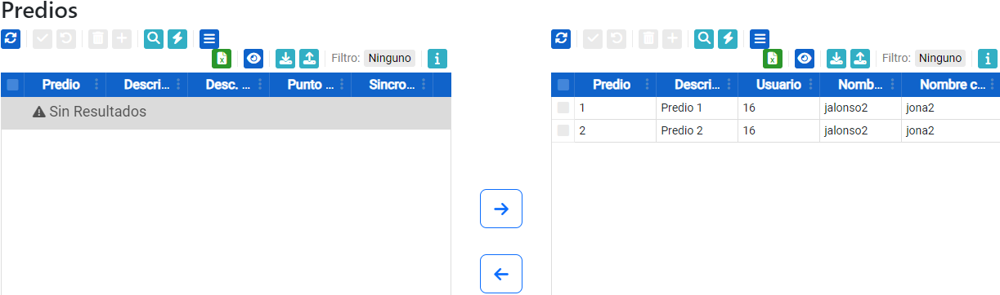 Predios
Filtro: Ninguno
Filtro: Ninguno
Predio Descri... Desc. ... Punto ... Sincro...
Sin Resultados
Predio Descri... Usuario Nomb... Nombre c...
1 Predio 1 16 jalonso2 jona2
2 Predio 2 16 jalonso2 jona2